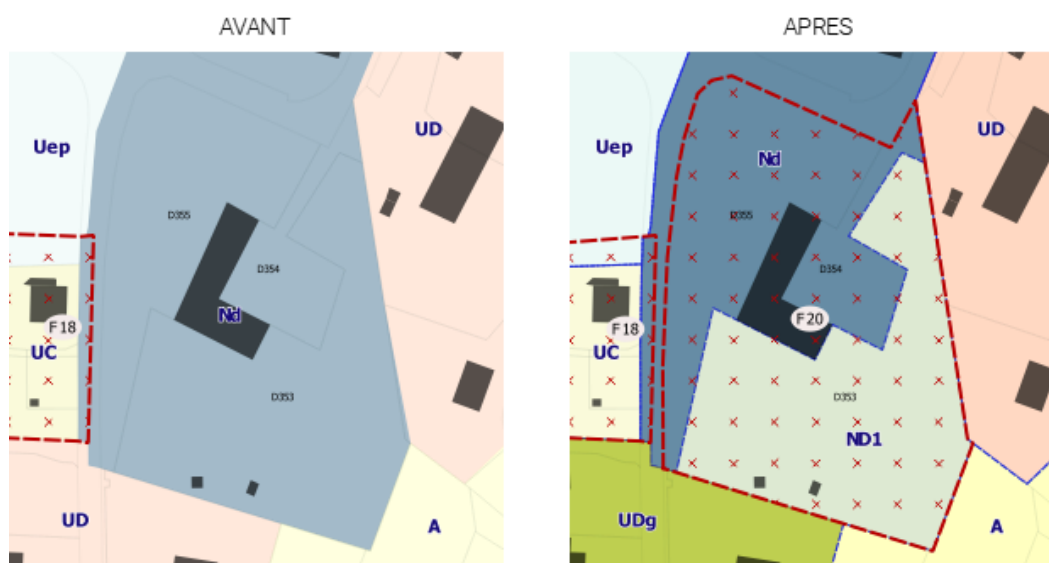 AVANT
APRES
UD
Uep
D355
D354
Nd
F18
UC
D353
UD
A
UD
Uep
Nd
D355
D354
F20
F18
UC
D353
ND1
UDg
A